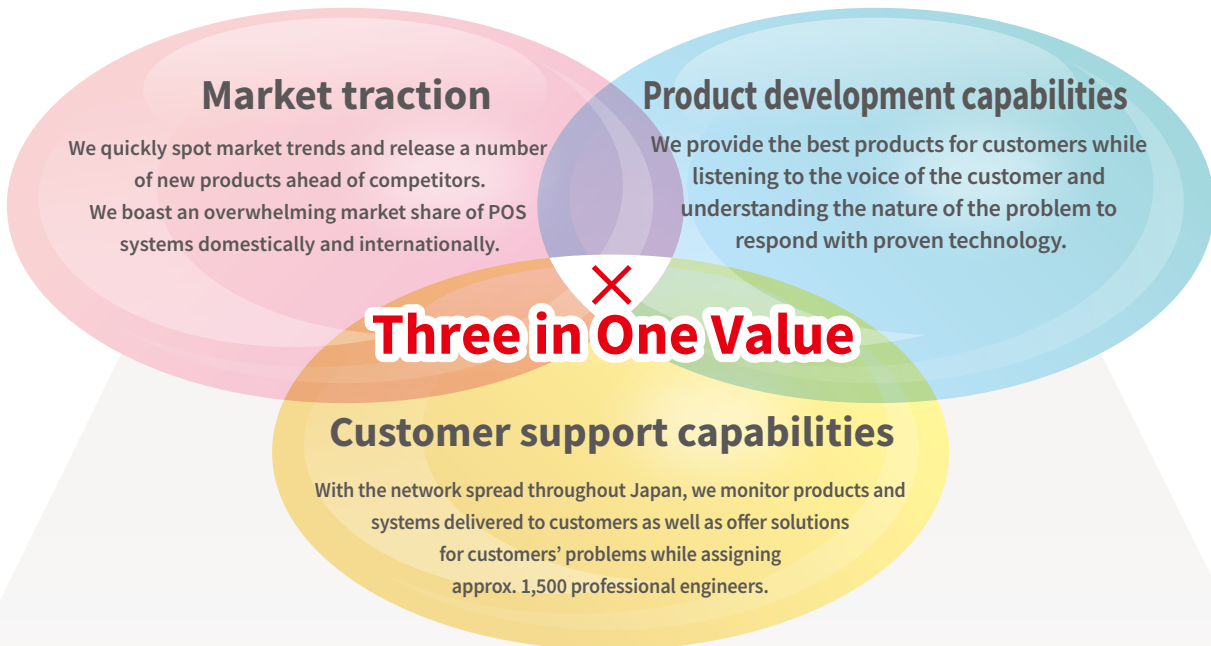 Market traction
We quickly spot market trends and release a number
of new products ahead of competitors.
We boast an overwhelming market share of POS
systems domestically and internationally.
Product development capabilities
We provide the best products for customers while
listening to the voice of the customer and
understanding the nature of the problem to
respond with proven technology.
×
Three in One Value
Customer support capabilities
With the network spread throughout Japan, we monitor products and
systems delivered to customers as well as offer solutions
for customers’ problems while assigning
approx. 1,500 professional engineers.